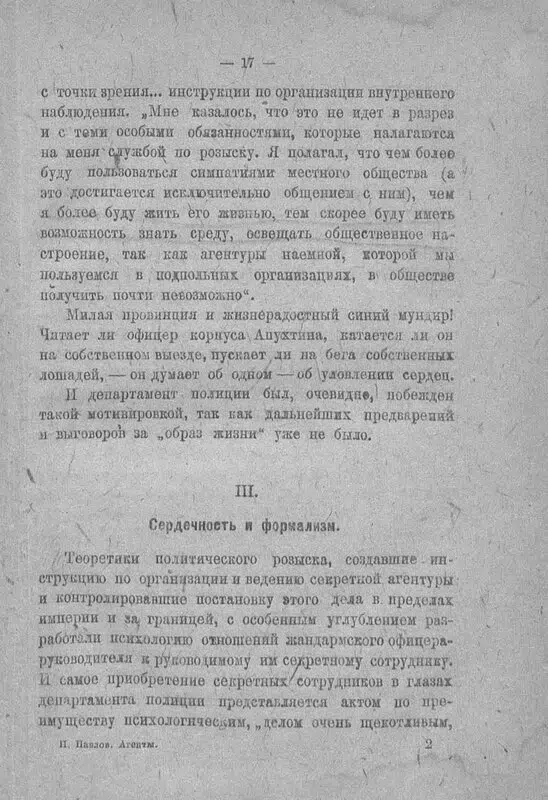 — 17 —
с точки зрения... инструкции по организации внутреннего
наблюдения. „Мне казалось, что это не идет в разрез
и с теми особыми обязанностями, которые налагаются
на меня службой по розыску. Я полагал, что чем более
буду пользоваться симпатиями местного общества (а
это достигается исключительно общением с ним), чем
я более буду жить его жизнью, тем скорее буду иметь
возможность знать среду, освещать общественное на-
строение, так как агентуры наемной, которой мы
пользуемся в подпольных организациях, в обществе
получить почти невозможно“.
Милая провинция и жизнерадостный синий мундир!
Читает ли офицер корпуса Апухтина, катается ли он
на собственном выезде, пускает ли на бега собственных
лошадей, — он думает об одном — об уловлении сердец.
И департамент полиции был, очевидно, побежден
такой мотивировкой, так как дальнейших предварений
и выговоров за „образ жизни“ уже не было.
III.
Сердечность и формализм.
Теоретики политического розыска, создавшие ин-
струкцию по организации и ведению секретной агентуры
и контролировавшие постановку этого дела в пределах
империи и за границей, с особенным углублением раз-
работали психологию отношений жандармского офицера-
руководителя к руководимому им секретному сотруднику.
И самое приобретение секретных сотрудников в глазах
департамента полиции представляется актом по пре-
имуществу психологическим, „делом очень щекотливым,
П. Павлов. Агенты. 2